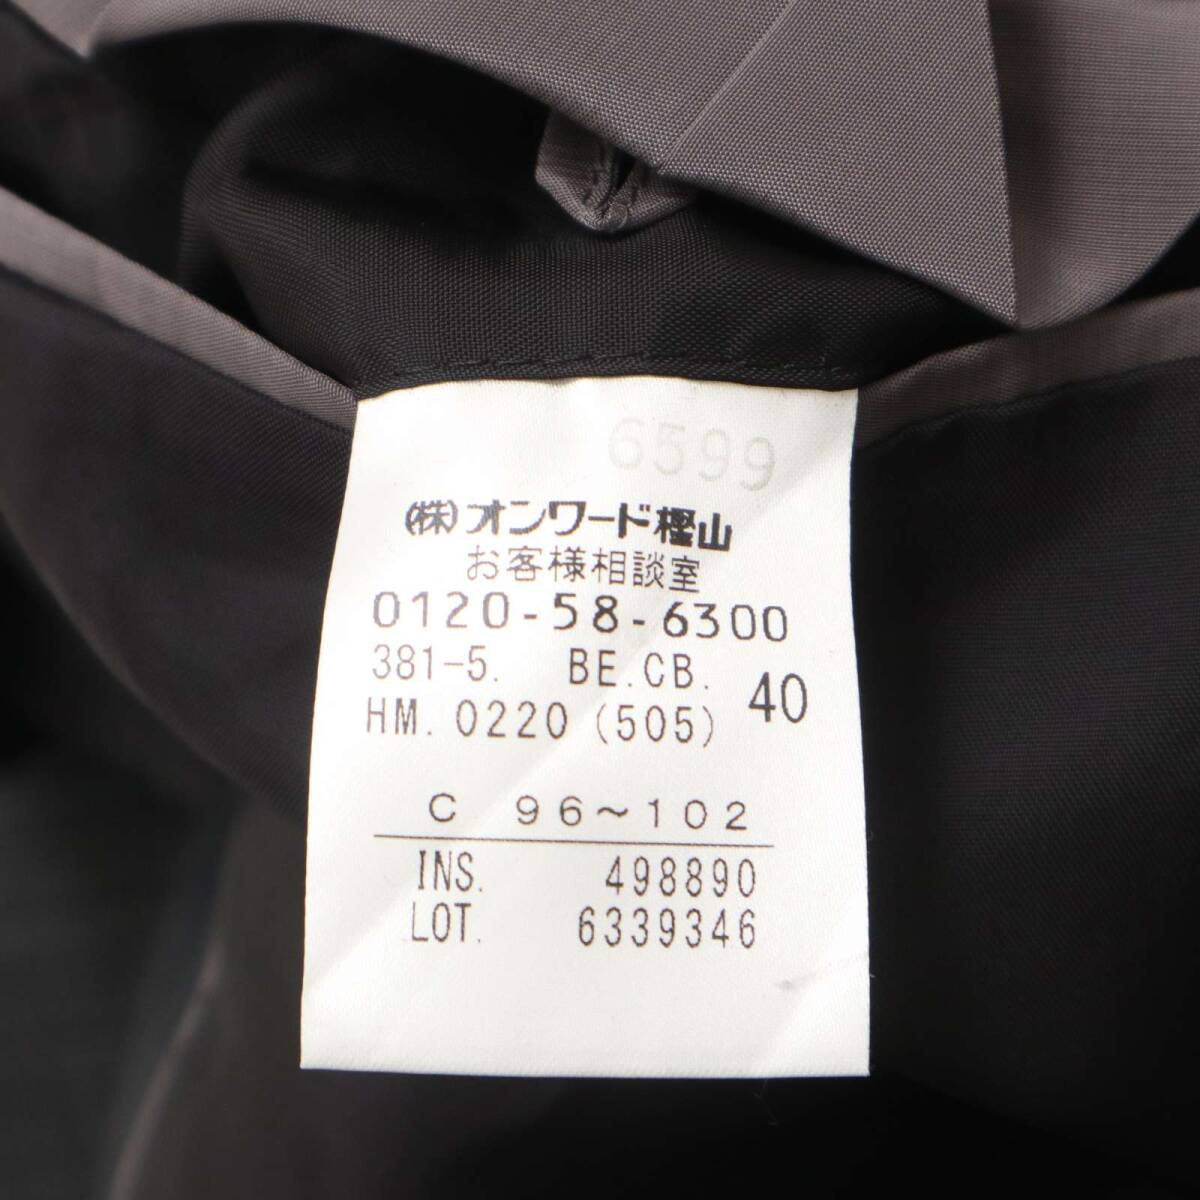 6599
(株)オンワード樫山
お客様相談室
0120-58-6300
381-5. BE.CB. 40
HM. 0220 (505)
C 96~102
INS. 498890
LOT. 6339346